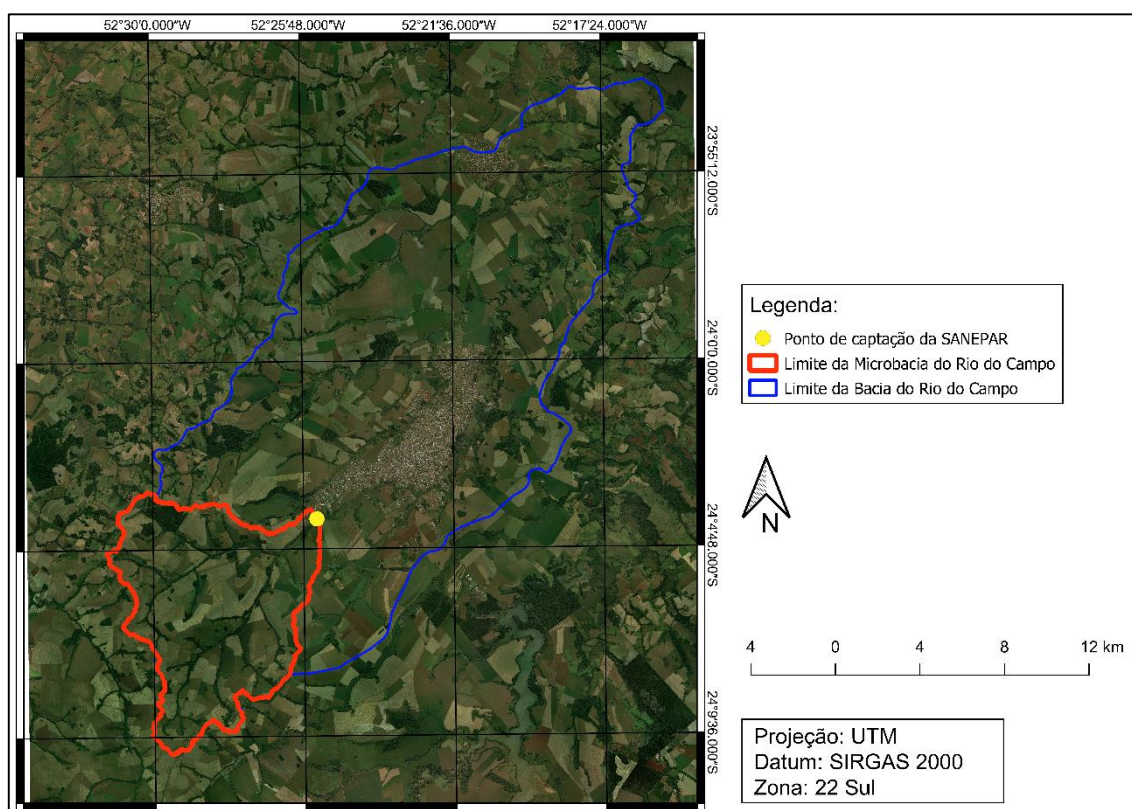 52°30'0.000"W 52°25'48.000"W 52°21'36.000"W 52°17'24.000"W
23°55'12.000"S
24°0'0.000"S
24°4'48.000"S
24°9'36.000"S
Legenda:
Ponto de captação da SANEPAR
Limite da Microbacia do Rio do Campo
Limite da Bacia do Rio do Campo
N
4 0 4 8 12 km
Projeção: UTM
Datum: SIRGAS 2000
Zona: 22 Sul